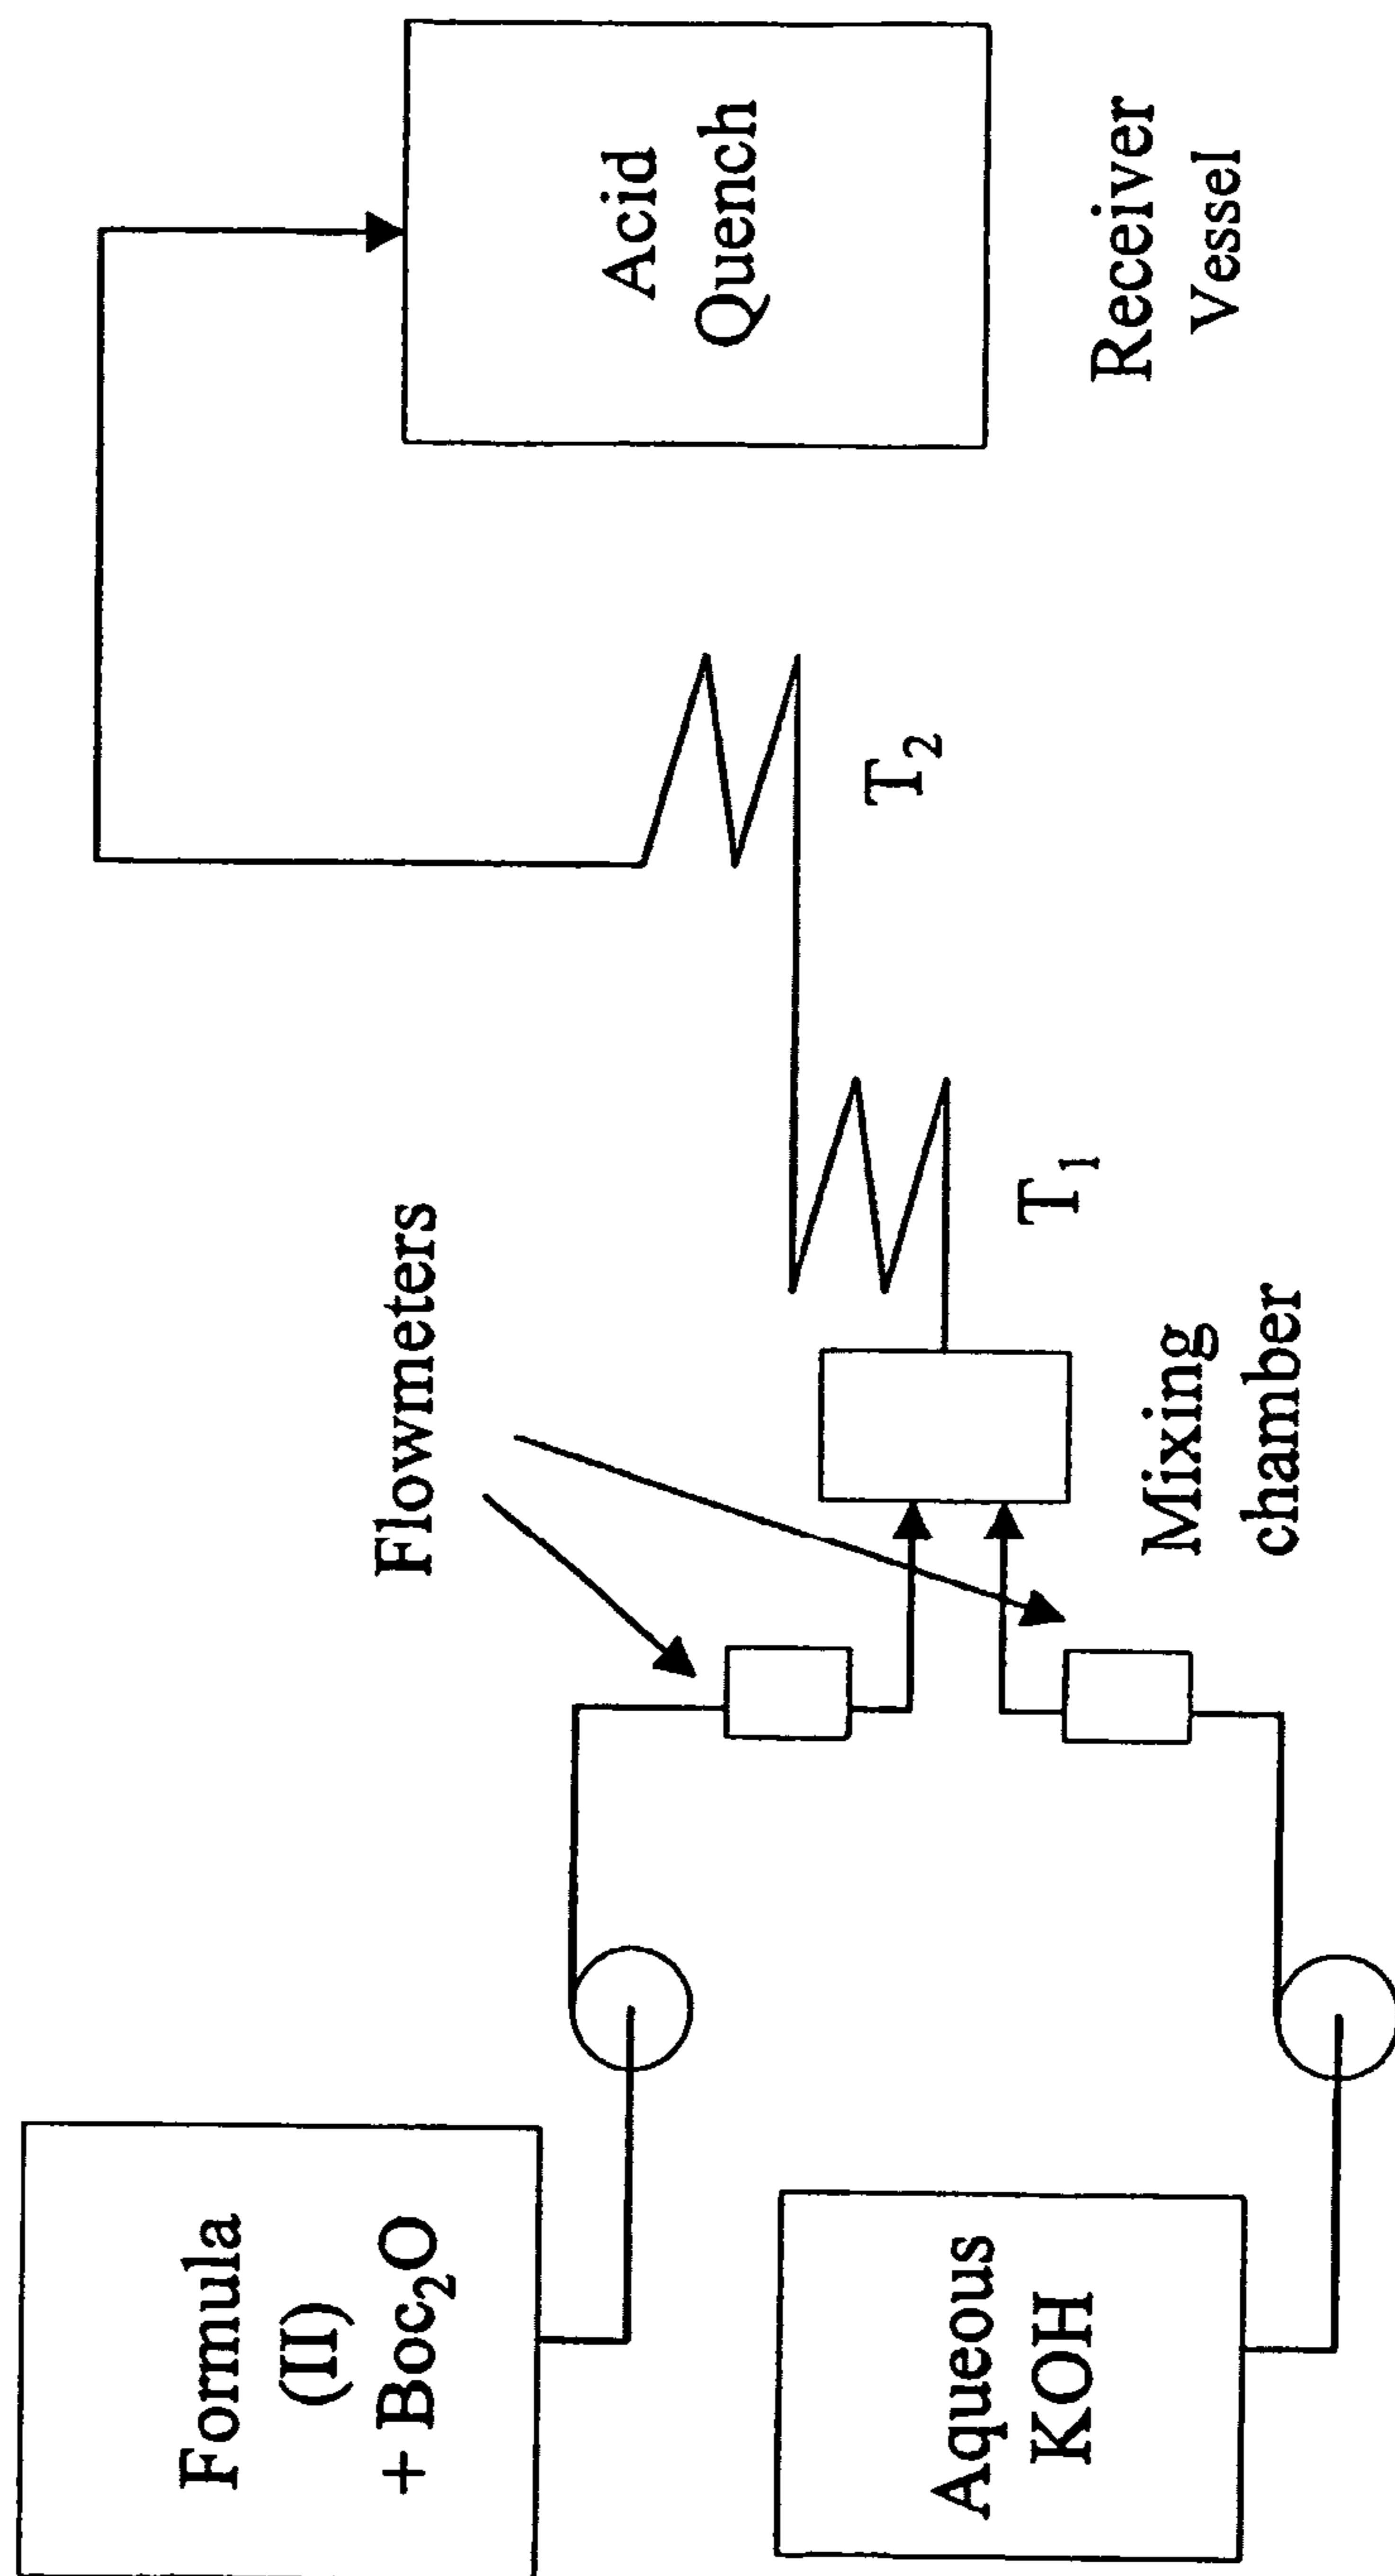 Formula
(II)
+ Boc₂O
Aqueous
KOH
Flowmeters
Mixing
chamber
T₁
T₂
Acid
Quench
Receiver
Vessel